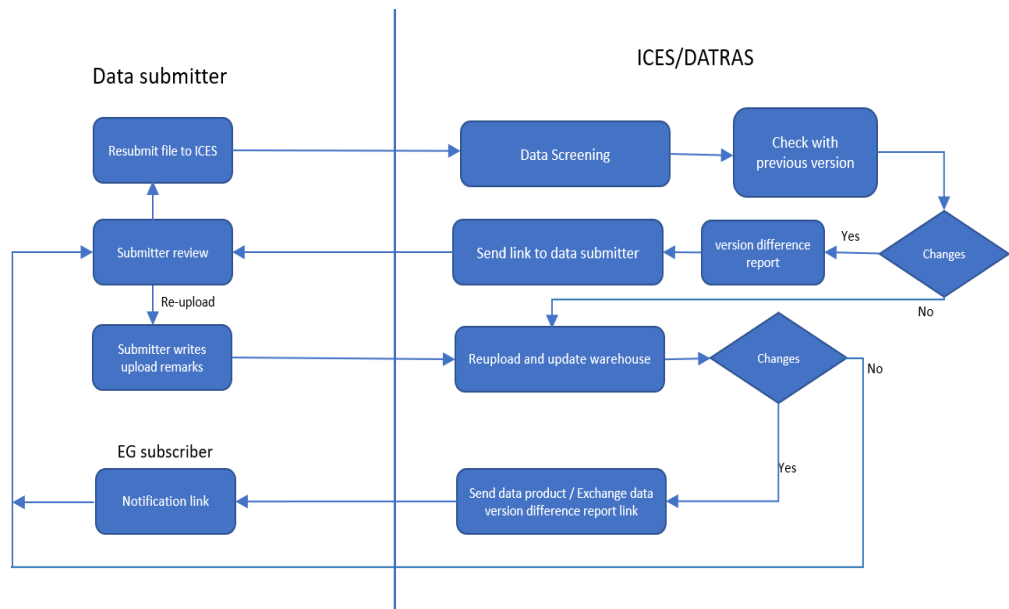 ICES/DATRAS
Data submitter
Resubmit file to ICES
Data Screening
Check with
previous version
Submitter review
Send link to data submitter
version difference
report
Yes
Changes
No
Re-upload
Submitter writes
upload remarks
Reupload and update warehouse
Changes
No
Yes
EG subscriber
Notification link
Send data product / Exchange data
version difference report link